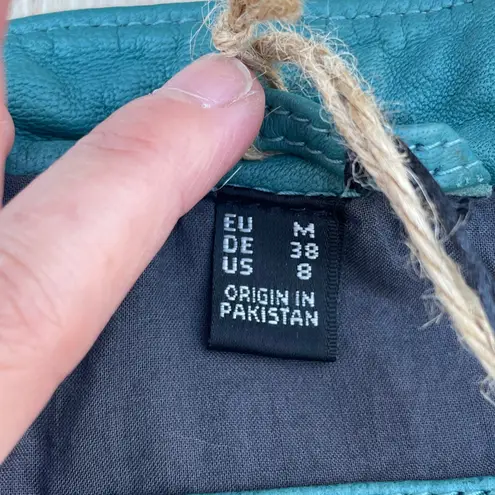 EU M
DE 38
US 8
ORIGIN IN
PAKISTAN